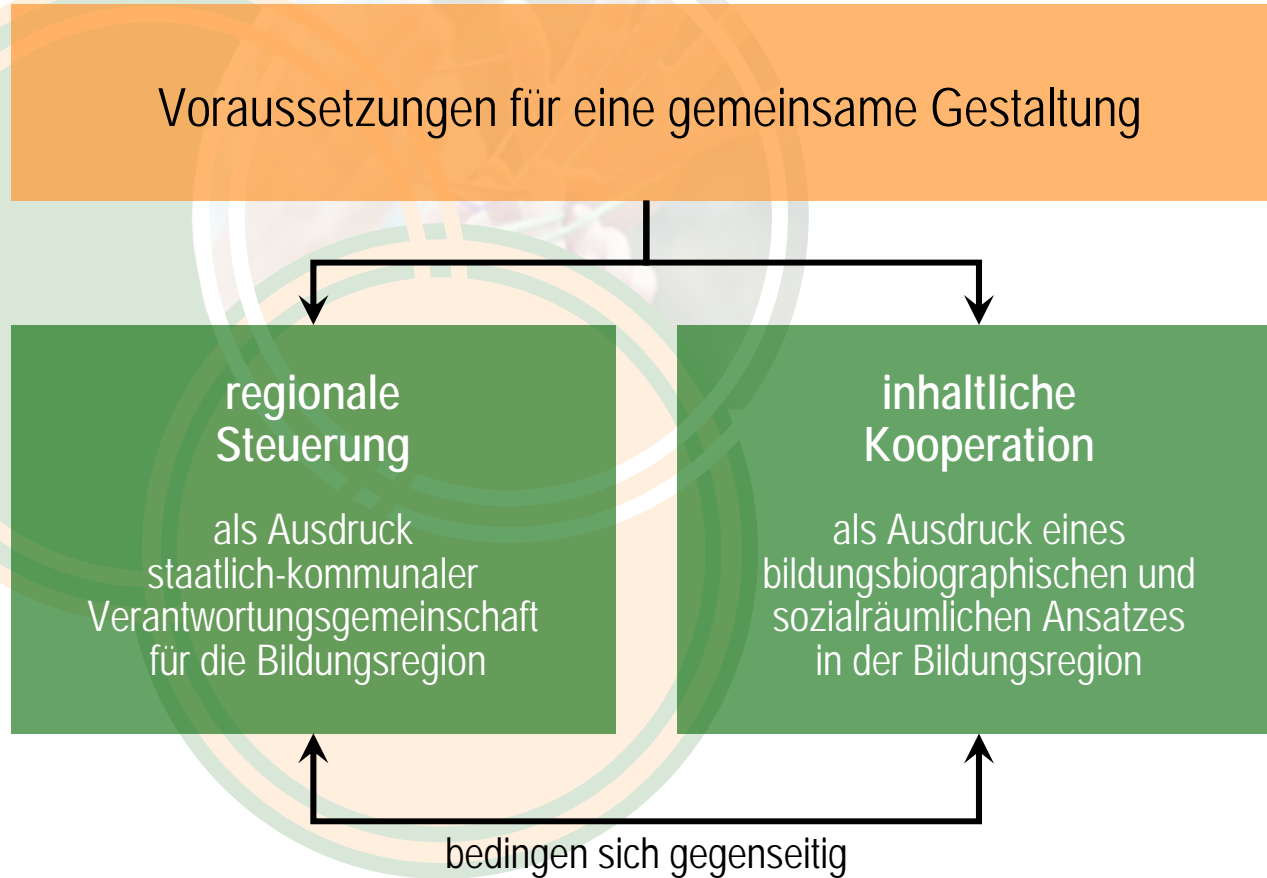 Voraussetzungen für eine gemeinsame Gestaltung
regionale
Steuerung
als Ausdruck
staatlich-kommunaler
Verantwortungsgemeinschaft
für die Bildungsregion
inhaltliche
Kooperation
als Ausdruck eines
bildungsbiographischen und
sozialräumlichen Ansatzes
in der Bildungsregion
bedingen sich gegenseitig